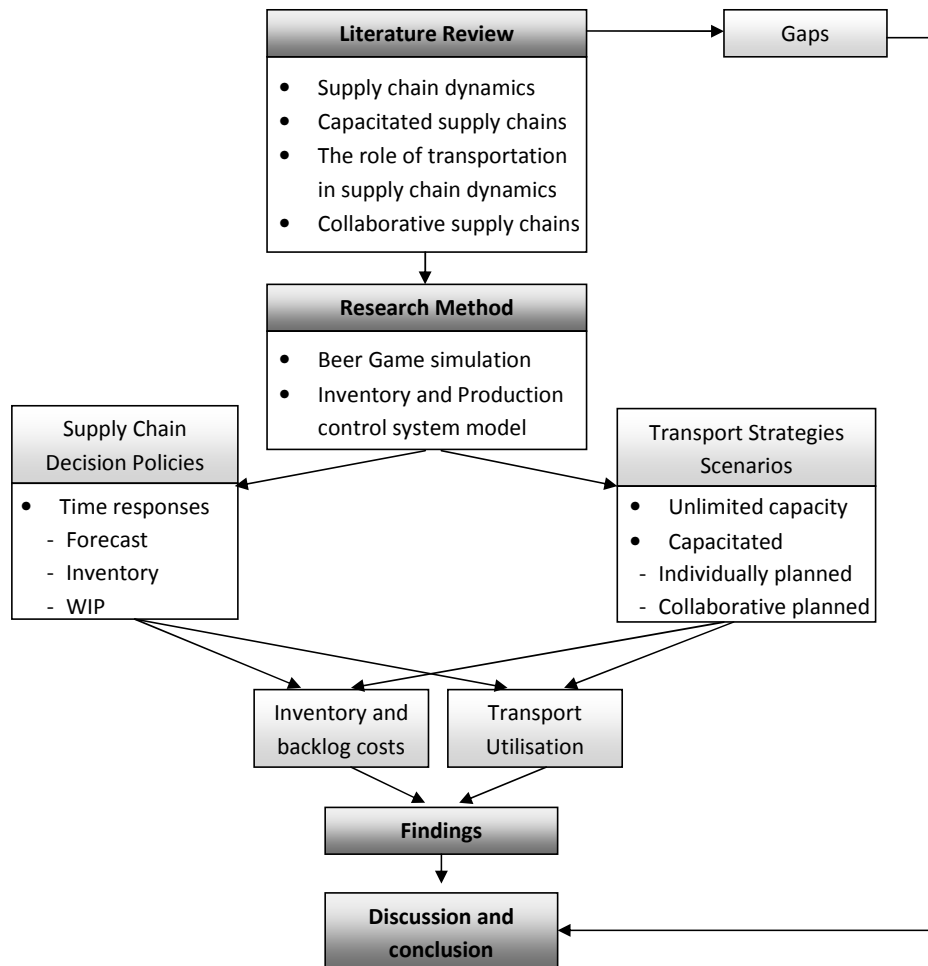 Literature Review
Gaps
• Supply chain dynamics
• Capacitated supply chains
• The role of transportation
in supply chain dynamics
• Collaborative supply chains
Research Method
• Beer Game simulation
• Inventory and Production
control system model
Supply Chain
Decision Policies
• Time responses
- Forecast
- Inventory
- WIP
Transport Strategies
Scenarios
• Unlimited capacity
• Capacitated
- Individually planned
- Collaborative planned
Inventory and
backlog costs
Transport
Utilisation
Findings
Discussion and
conclusion